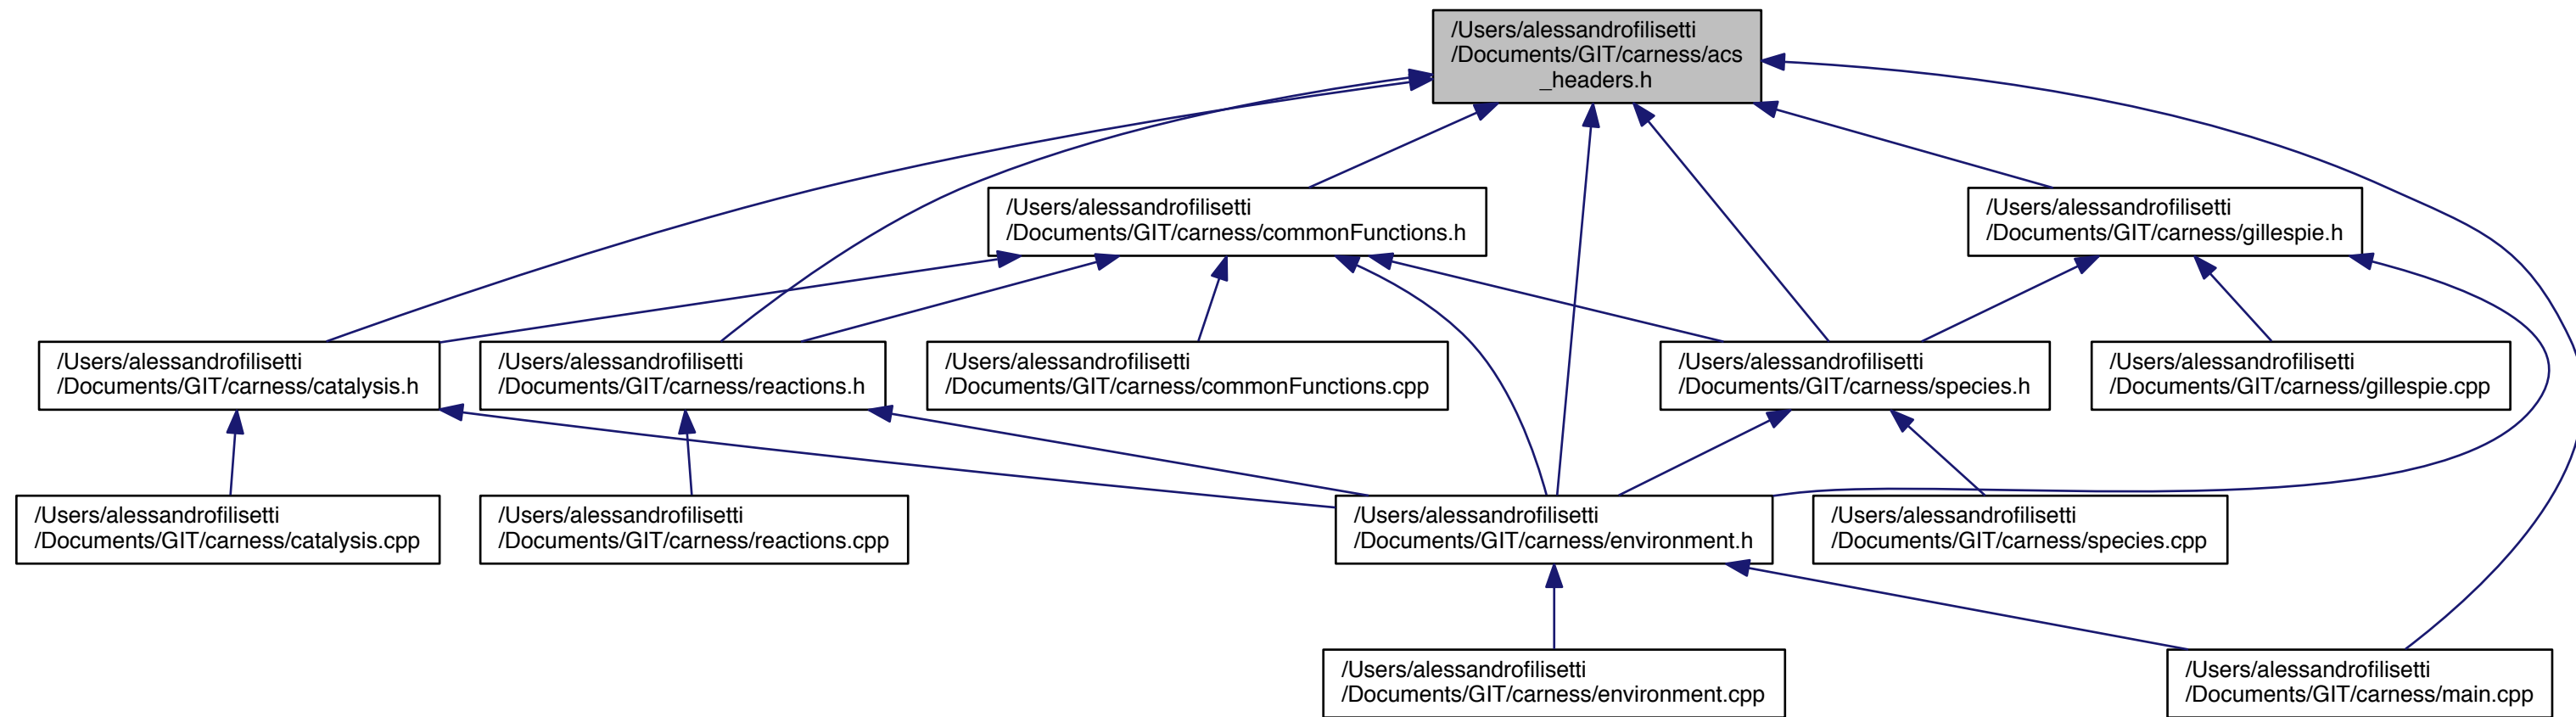 /Users/alessandrofilisetti
/Documents/GIT/carness/acs
_headers.h
/Users/alessandrofilisetti
/Documents/GIT/carness/commonFunctions.h
/Users/alessandrofilisetti
/Documents/GIT/carness/gillespie.h
/Users/alessandrofilisetti
/Documents/GIT/carness/catalysis.h
/Users/alessandrofilisetti
/Documents/GIT/carness/reactions.h
/Users/alessandrofilisetti
/Documents/GIT/carness/commonFunctions.cpp
/Users/alessandrofilisetti
/Documents/GIT/carness/species.h
/Users/alessandrofilisetti
/Documents/GIT/carness/gillespie.cpp
/Users/alessandrofilisetti
/Documents/GIT/carness/catalysis.cpp
/Users/alessandrofilisetti
/Documents/GIT/carness/reactions.cpp
/Users/alessandrofilisetti
/Documents/GIT/carness/environment.h
/Users/alessandrofilisetti
/Documents/GIT/carness/species.cpp
/Users/alessandrofilisetti
/Documents/GIT/carness/environment.cpp
/Users/alessandrofilisetti
/Documents/GIT/carness/main.cpp